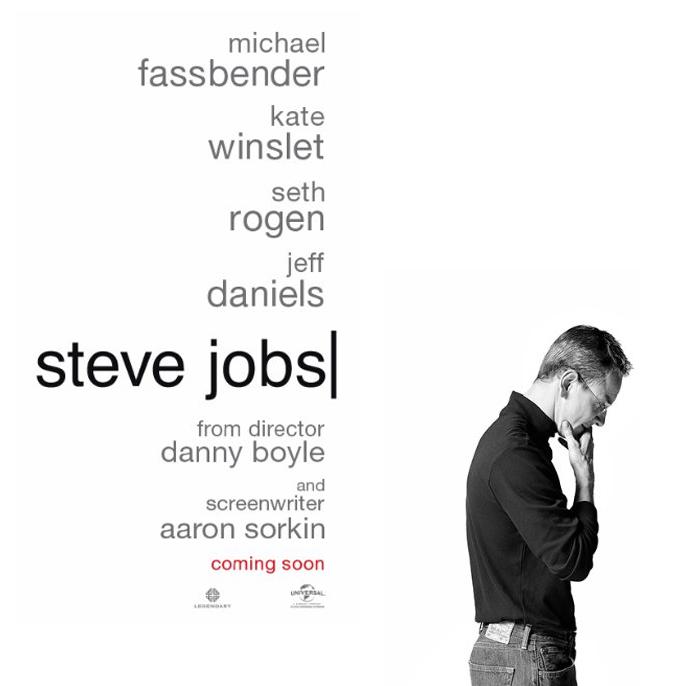 michael
fassbender
kate
winslet
seth
rogen
jeff
daniels
steve jobs|
from director
danny boyle
and
screenwriter
aaron sorkin
coming soon
LEGENDARY
UNIVERSAL